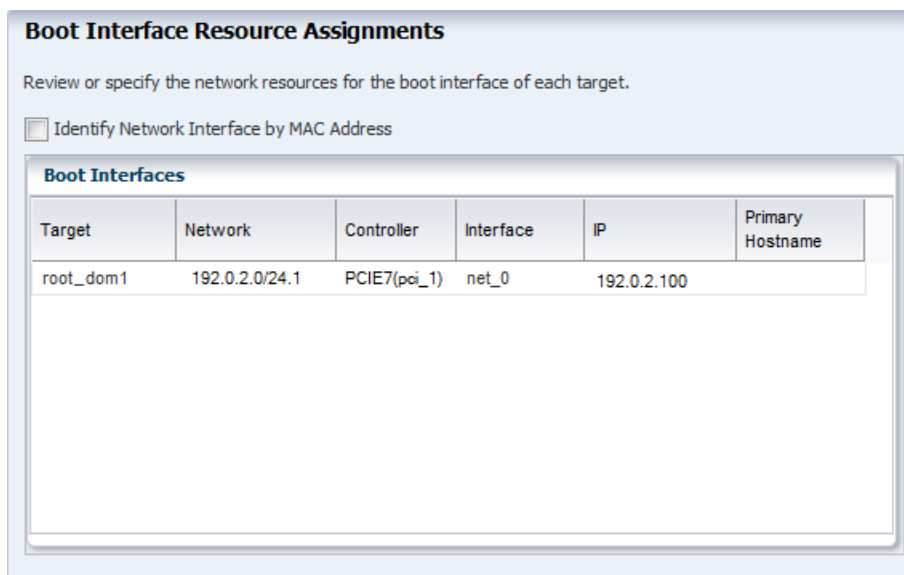 Boot Interface Resource Assignments
Review or specify the network resources for the boot interface of each target.
Identify Network Interface by MAC Address
Boot Interfaces
Target Network Controller Interface IP Primary Hostname
root_dom1 192.0.2.0/24.1 PCIE7(pci_1) net_0 192.0.2.100